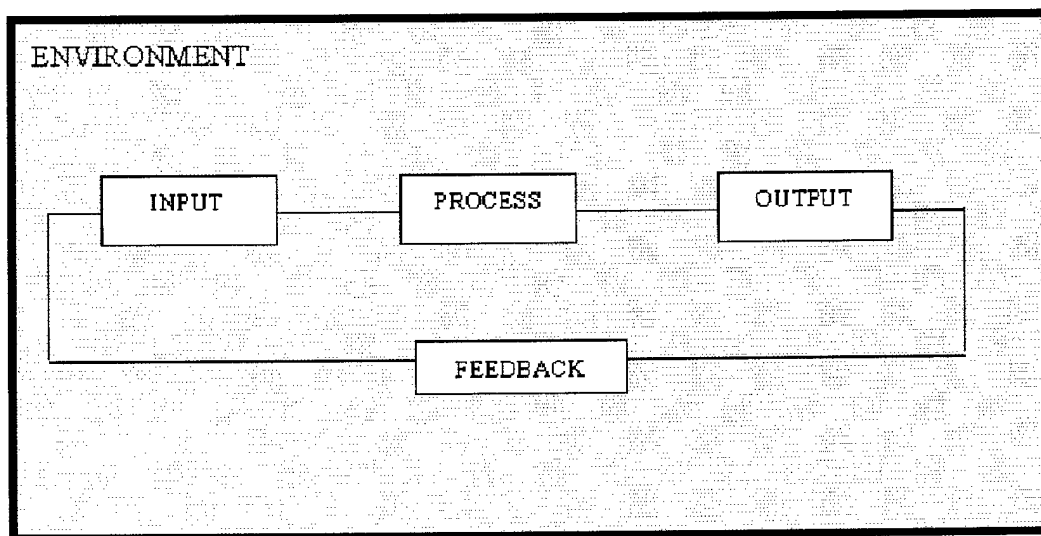 ENVIRONMENT
INPUT
PROCESS
OUTPUT
FEEDBACK